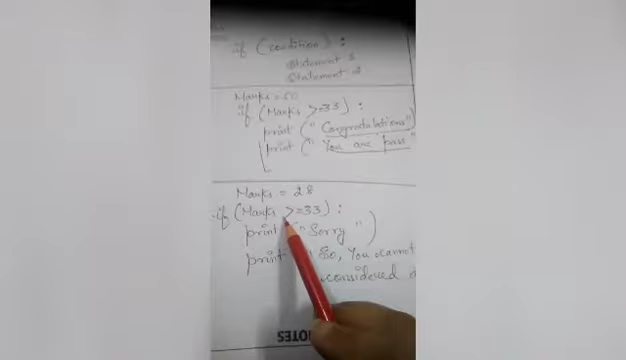 if (condition) :
statement 1
statement 2
Marks = 50
if (Marks >=33) :
print (" Congratulations")
print (" You are pass "
Marks = 28
if (Marks >=33) :
print " Sorry " )
print So, You cannot
considered
NOTES